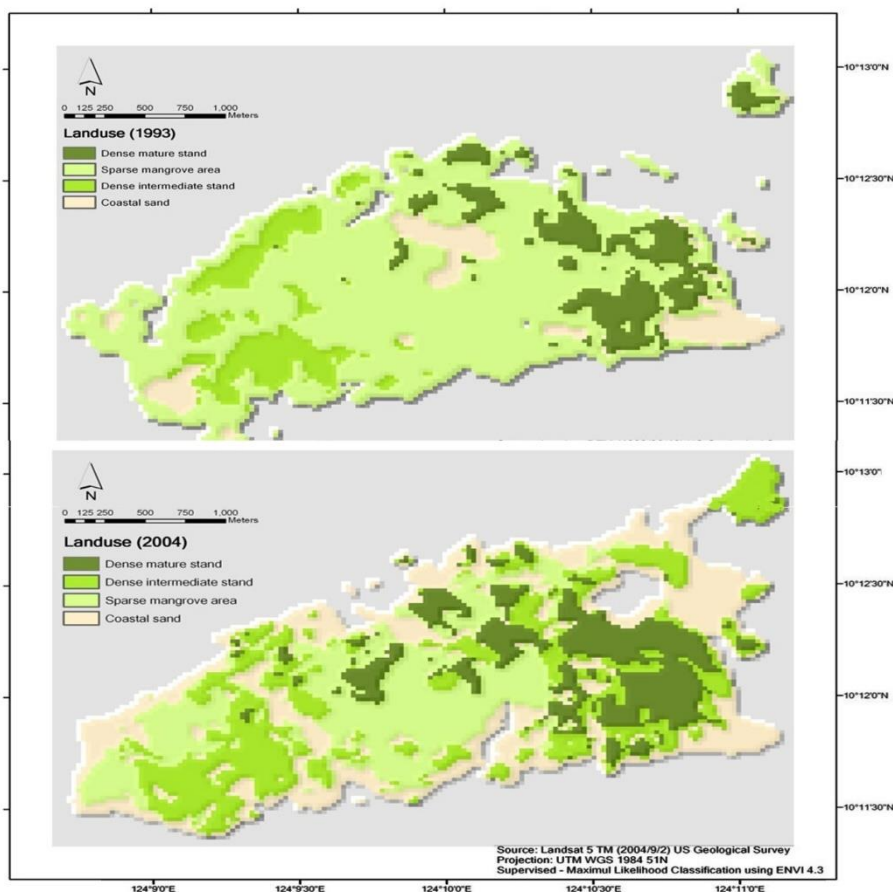 N
0 125 250 500 750 1,000
Meters
Landuse (1993)
Dense mature stand
Sparse mangrove area
Dense intermediate stand
Coastal sand
10°13'0"N
10°12'30"N
10°12'0"N
10°11'30"N
N
0 125 250 500 750 1,000
Meters
Landuse (2004)
Dense mature stand
Dense intermediate stand
Sparse mangrove area
Coastal sand
10°13'0"N
10°12'30"N
10°12'0"N
10°11'30"N
Source: Landsat 5 TM (2004/9/2) US Geological Survey
Projection: UTM WGS 1984 51N
Supervised - Maximul Likelihood Classification using ENVI 4.3
124°9'0"E 124°9'30"E 124°10'0"E 124°10'30"E 124°11'0"E